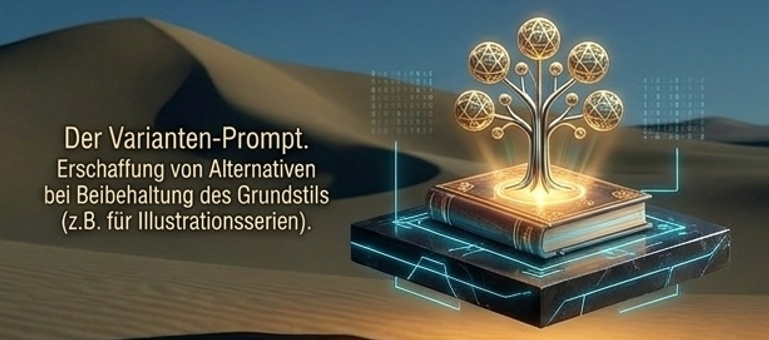 Der Varianten-Prompt.
Erschaffung von Alternativen
bei Beibehaltung des Grundstils
(z.B. für Illustrationsserien).